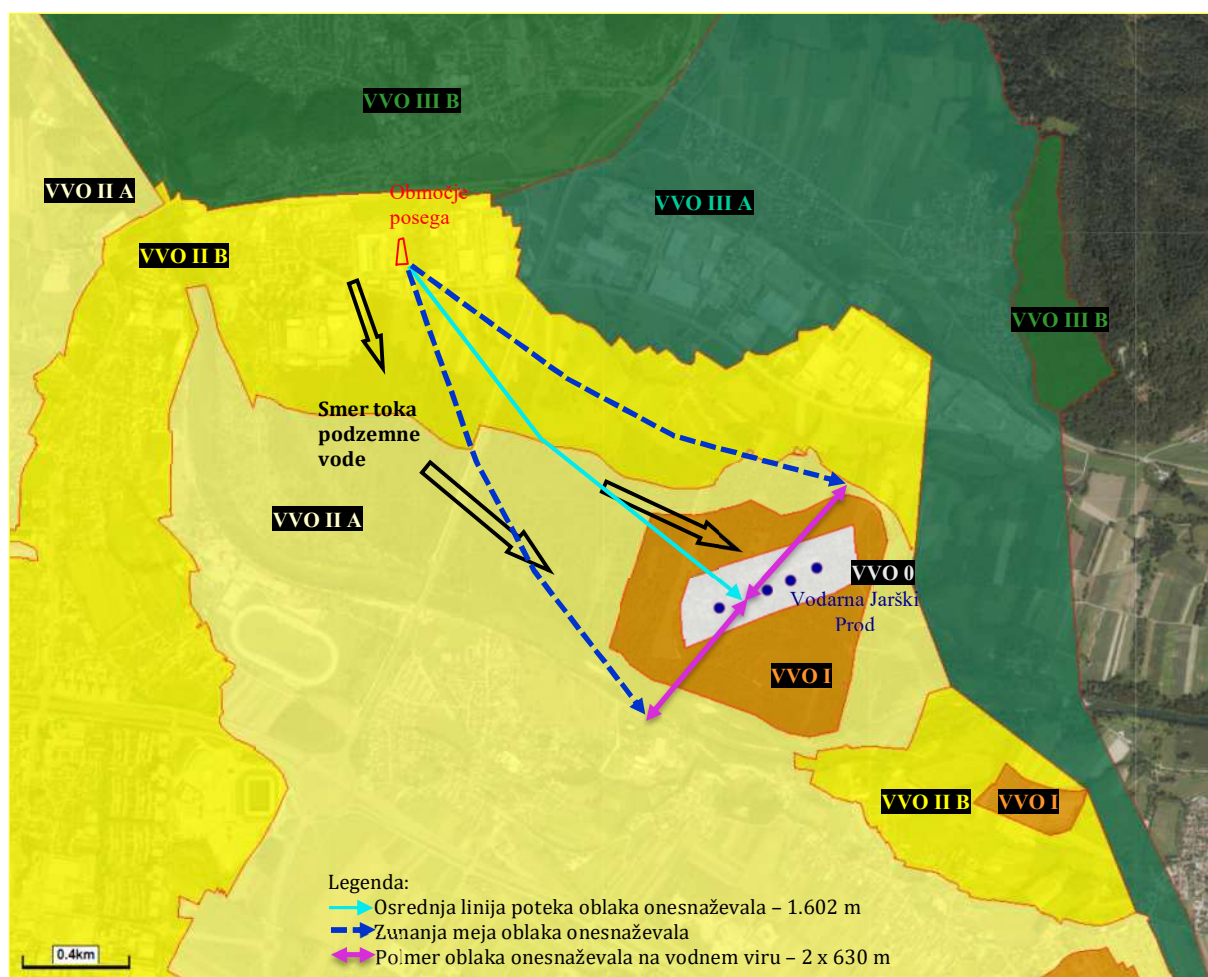 VVO III B
VVO II A
Območje
posega
VVO III A
VVO II B
VVO III B
Smer toka
podzemne
vode
VVO II A
VVO 0
Vodarna Jarški
Prod
VVO I
VVO II B
VVO I
Legenda:
Osrednja linija poteka oblaka onesnaževala – 1.602 m
Zunanja meja oblaka onesnaževala
Polmer oblaka onesnaževala na vodnem viru – 2 x 630 m
0.4km